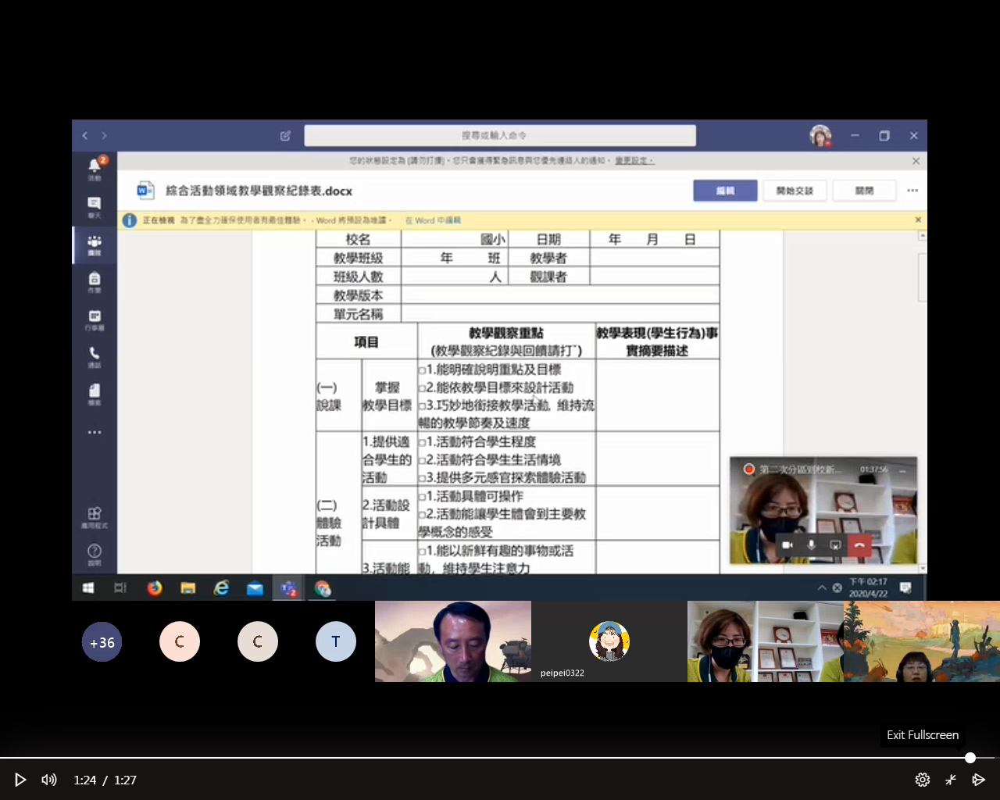 搜尋或輸入命令
您的狀態設定為 [請勿打擾]。您只會獲得緊急訊息與您優先連絡人的通知。 變更設定。
2
活動
聊天
團隊
作業
行事曆
通話
檔案
應用程式
說明
綜合活動領域教學觀察紀錄表.docx
編輯
開始交談
關閉
正在檢視 為了盡全力確保使用者有最佳體驗,Word 將預設為唯讀。 在 Word 中編輯
校名 國小 日期 年 月 日
教學班級 年 班 教學者
班級人數 人 觀課者
教學版本
單元名稱
項目
教學觀察重點
(教學觀察紀錄與回饋請打ˇ)
教學表現(學生行為)事
實摘要描述
(一)
說課
掌握
教學目標
□1.能明確說明重點及目標
□2.能依教學目標來設計活動
□3.巧妙地銜接教學活動, 維持流
暢的教學節奏及速度
(二)
體驗
活動
1.提供適
合學生的
活動
□1.活動符合學生程度
□2.活動符合學生生活情境
□3.提供多元感官探索體驗活動
2.活動設
計具體
□1.活動具體可操作
□2.活動能讓學生體會到主要教
學概念的感受
3.活動能
□1.能以新鮮有趣的事物或活
動, 維持學生注意力
第二次分區到校新...
01:37:56
2
下午 02:17
2020/4/22
+36
C
C
T
peipei0322
Exit Fullscreen
1:24 / 1:27